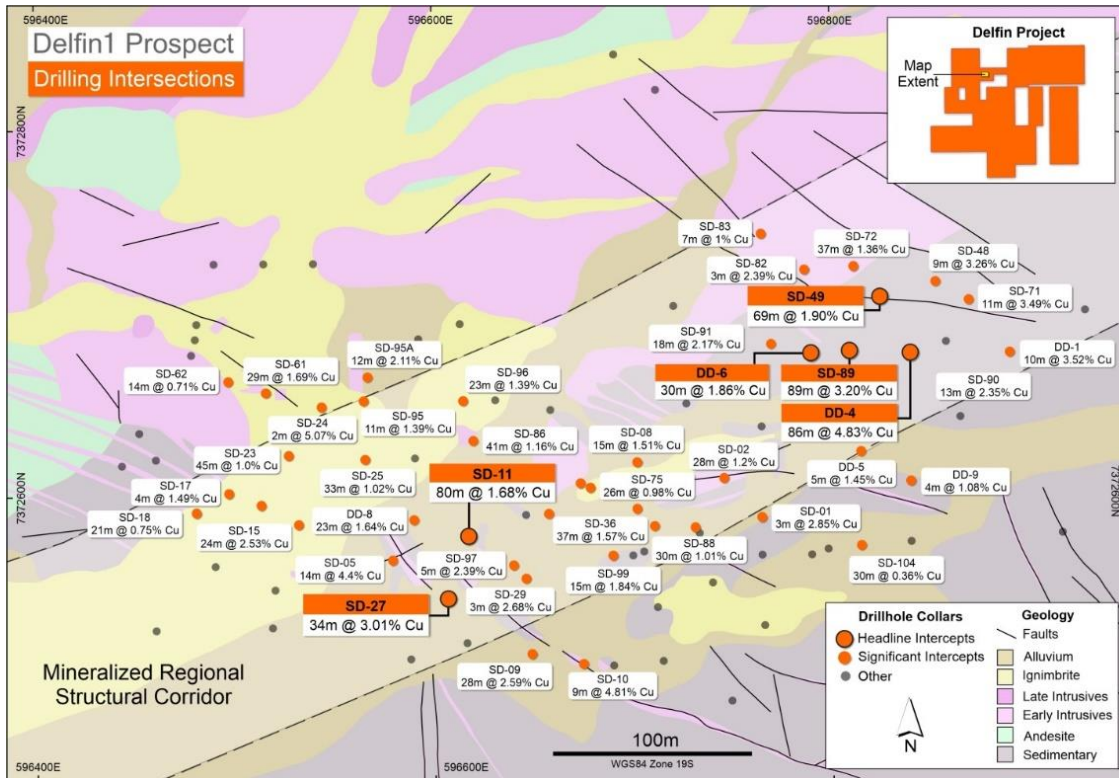 596400E
596600E
596800E
Delfin1 Prospect
Drilling Intersections
Delfin Project
Map
Extent
7372800N
7372800N
SD-83
7m @ 1% Cu
SD-72
37m @ 1.36% Cu
SD-82
3m @ 2.39% Cu
SD-48
9m @ 3.26% Cu
SD-49
69m @ 1.90% Cu
SD-71
11m @ 3.49% Cu
SD-91
18m @ 2.17% Cu
DD-1
10m @ 3.52% Cu
DD-6
30m @ 1.86% Cu
SD-89
89m @ 3.20% Cu
SD-90
13m @ 2.35% Cu
DD-4
86m @ 4.83% Cu
SD-95A
12m @ 2.11% Cu
SD-61
29m @ 1.69% Cu
SD-62
14m @ 0.71% Cu
SD-96
23m @ 1.39% Cu
SD-24
2m @ 5.07% Cu
SD-95
11m @ 1.39% Cu
SD-86
41m @ 1.16% Cu
SD-08
15m @ 1.51% Cu
SD-02
28m @ 1.2% Cu
SD-23
45m @ 1.0% Cu
SD-25
33m @ 1.02% Cu
SD-11
80m @ 1.68% Cu
SD-75
26m @ 0.98% Cu
DD-5
5m @ 1.45% Cu
DD-9
4m @ 1.08% Cu
SD-17
4m @ 1.49% Cu
SD-18
21m @ 0.75% Cu
SD-15
24m @ 2.53% Cu
DD-8
23m @ 1.64% Cu
SD-36
37m @ 1.57% Cu
SD-01
3m @ 2.85% Cu
SD-88
30m @ 1.01% Cu
SD-05
14m @ 4.4% Cu
SD-97
5m @ 2.39% Cu
SD-99
15m @ 1.84% Cu
SD-104
30m @ 0.36% Cu
SD-29
3m @ 2.68% Cu
SD-27
34m @ 3.01% Cu
SD-09
28m @ 2.59% Cu
SD-10
9m @ 4.81% Cu
7372600N
7372600N
Mineralized Regional
Structural Corridor
Drillhole Collars
Headline Intercepts
Significant Intercepts
Other
N
Geology
Faults
Alluvium
Ignimbrite
Late Intrusives
Early Intrusives
Andesite
Sedimentary
100m
WGS84 Zone 19S
596400E
596600E
596800E